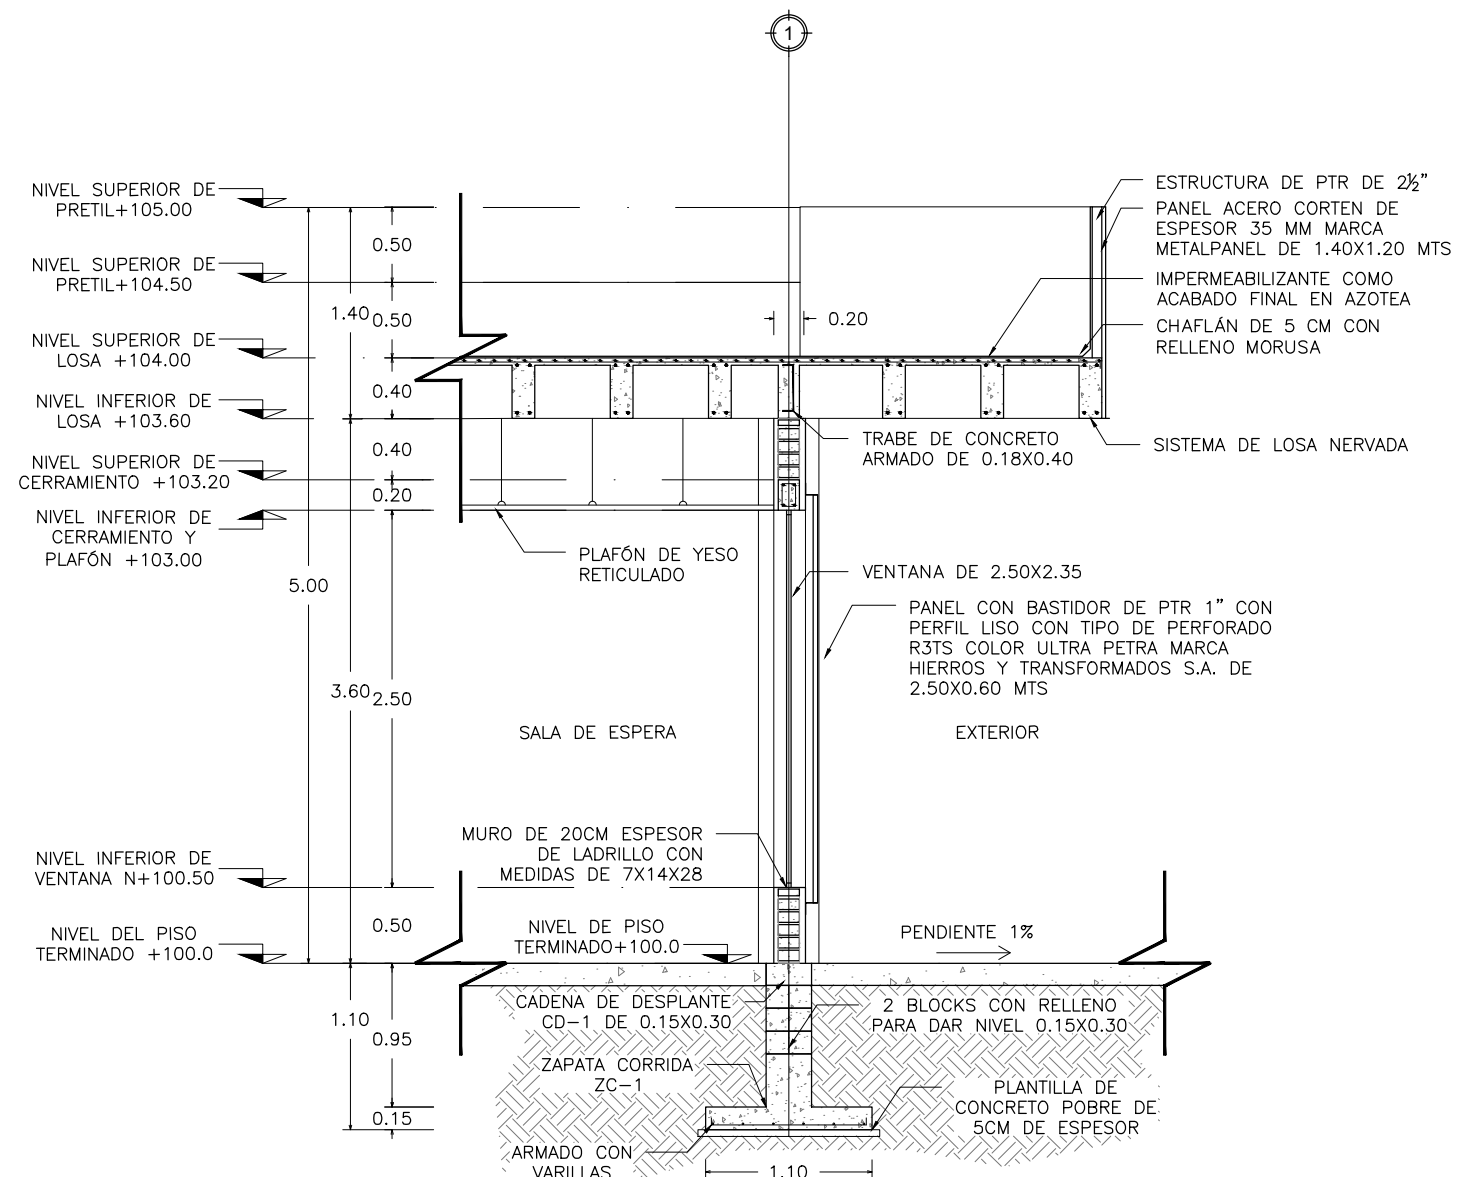 1
NIVEL SUPERIOR DE
PRETIL+105.00
NIVEL SUPERIOR DE
PRETIL+104.50
NIVEL SUPERIOR DE
LOSA +104.00
NIVEL INFERIOR DE
LOSA +103.60
NIVEL SUPERIOR DE
CERRAMIENTO +103.20
NIVEL INFERIOR DE
CERRAMIENTO Y
PLAFÓN +103.00
NIVEL INFERIOR DE
VENTANA N+100.50
NIVEL DEL PISO
TERMINADO +100.0
5.00
1.40
3.60
1.10
0.50
0.50
0.40
0.40
0.20
2.50
0.50
0.95
0.15
0.20
ESTRUCTURA DE PTR DE 2½”
PANEL ACERO CORTEN DE
ESPESOR 35 MM MARCA
METALPANEL DE 1.40X1.20 MTS
IMPERMEABILIZANTE COMO
ACABADO FINAL EN AZOTEA
CHAFLÁN DE 5 CM CON
RELLENO MORUSA
TRABE DE CONCRETO
ARMADO DE 0.18X0.40
SISTEMA DE LOSA NERVADA
PLAFÓN DE YESO
RETICULADO
VENTANA DE 2.50X2.35
PANEL CON BASTIDOR DE PTR 1” CON
PERFIL LISO CON TIPO DE PERFORADO
R3TS COLOR ULTRA PETRA MARCA
HIERROS Y TRANSFORMADOS S.A. DE
2.50X0.60 MTS
SALA DE ESPERA
EXTERIOR
MURO DE 20CM ESPESOR
DE LADRILLO CON
MEDIDAS DE 7X14X28
NIVEL DE PISO
TERMINADO+100.0
PENDIENTE 1%
CADENA DE DESPLANTE
CD-1 DE 0.15X0.30
2 BLOCKS CON RELLENO
PARA DAR NIVEL 0.15X0.30
ZAPATA CORRIDA
ZC-1
PLANTILLA DE
CONCRETO POBRE DE
5CM DE ESPESOR
ARMADO CON
VARILLAS
1.10